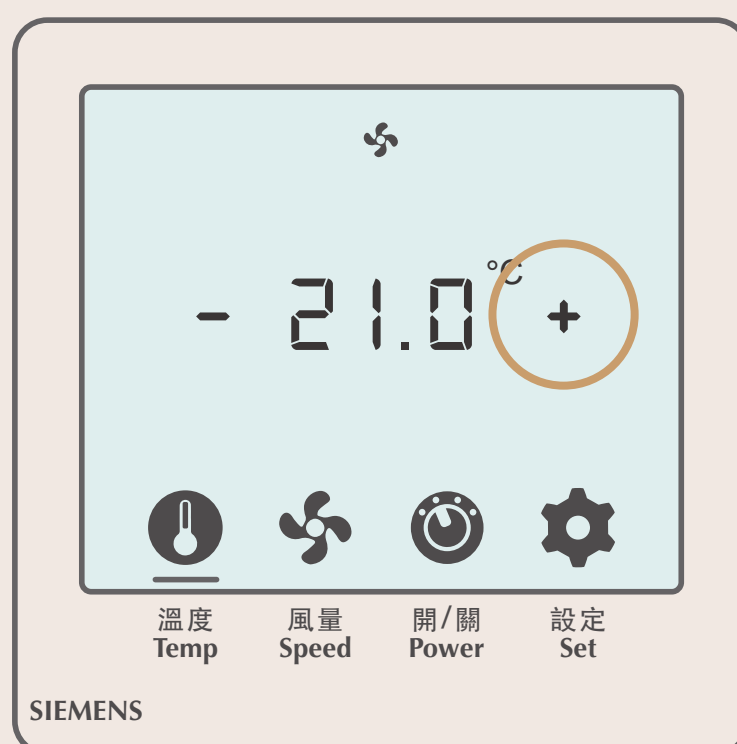 - 21.0 °C +
溫度 風量 開/關 設定
Temp Speed Power Set
SIEMENS